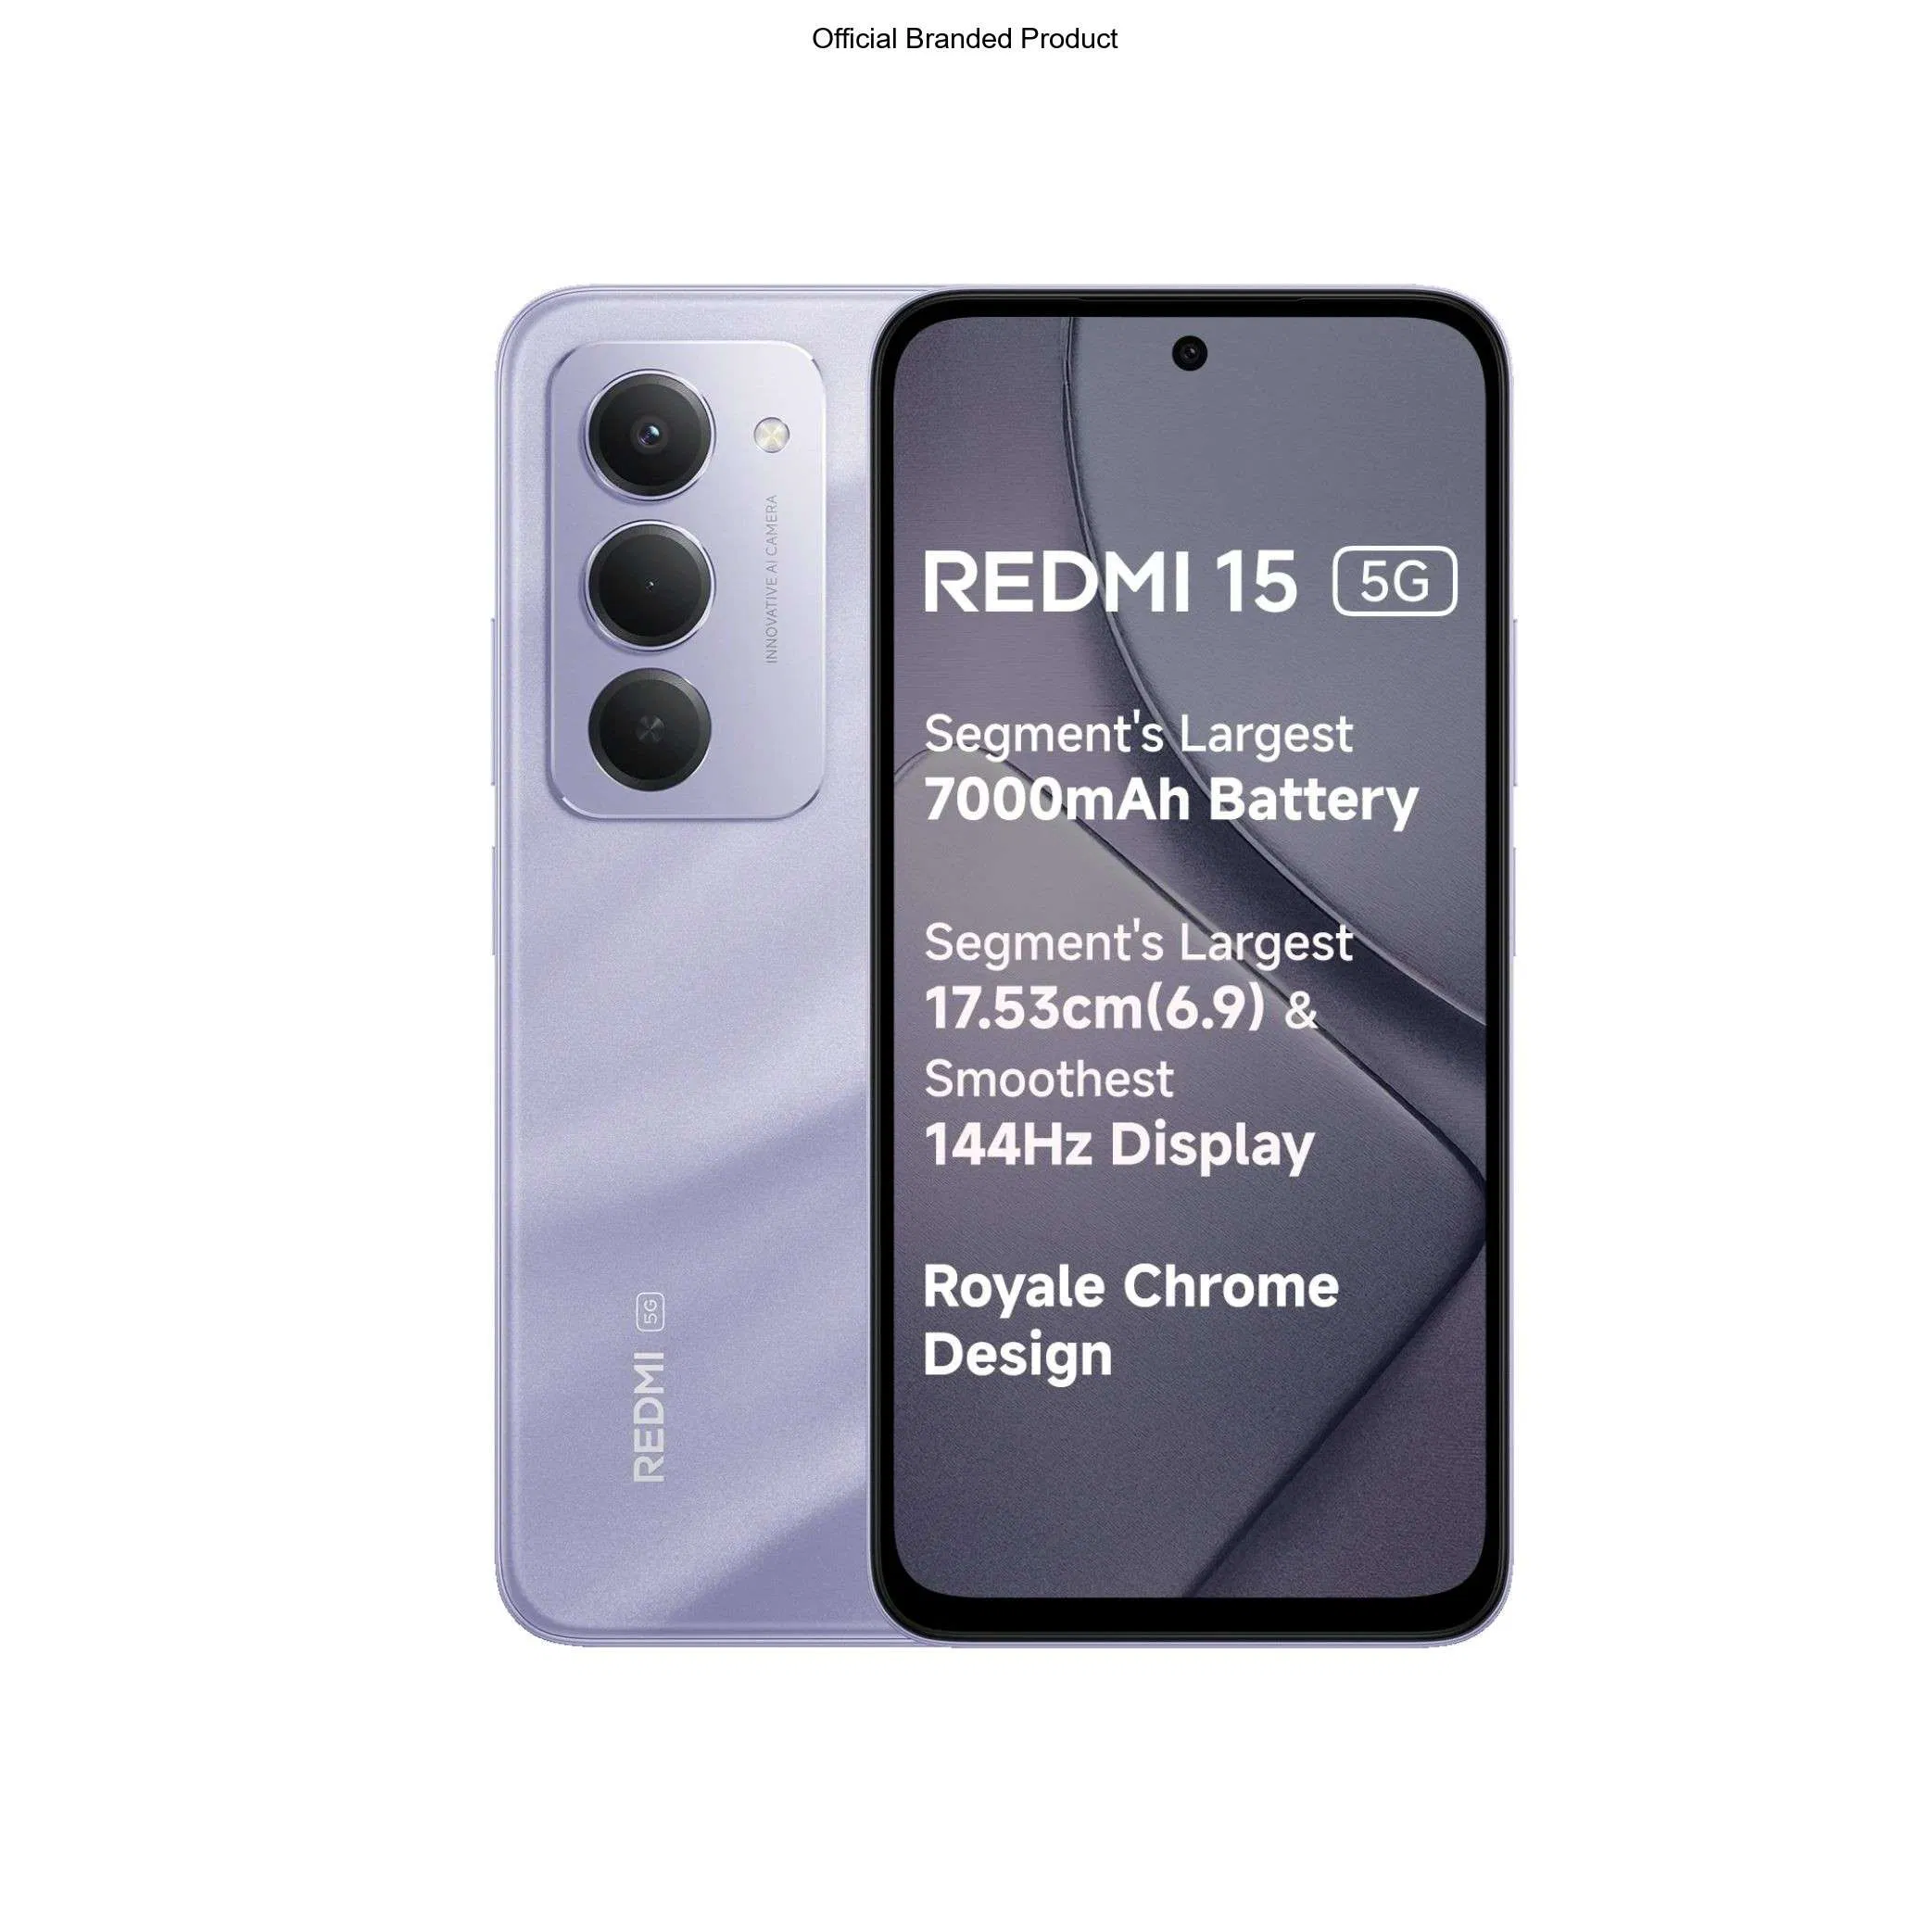 Official Branded Product
INNOVATIVE AI CAMERA
REDMI 5G
REDMI 15 5G
Segment's Largest
7000mAh Battery
Segment's Largest
17.53cm(6.9) &
Smoothest
144Hz Display
Royale Chrome
Design